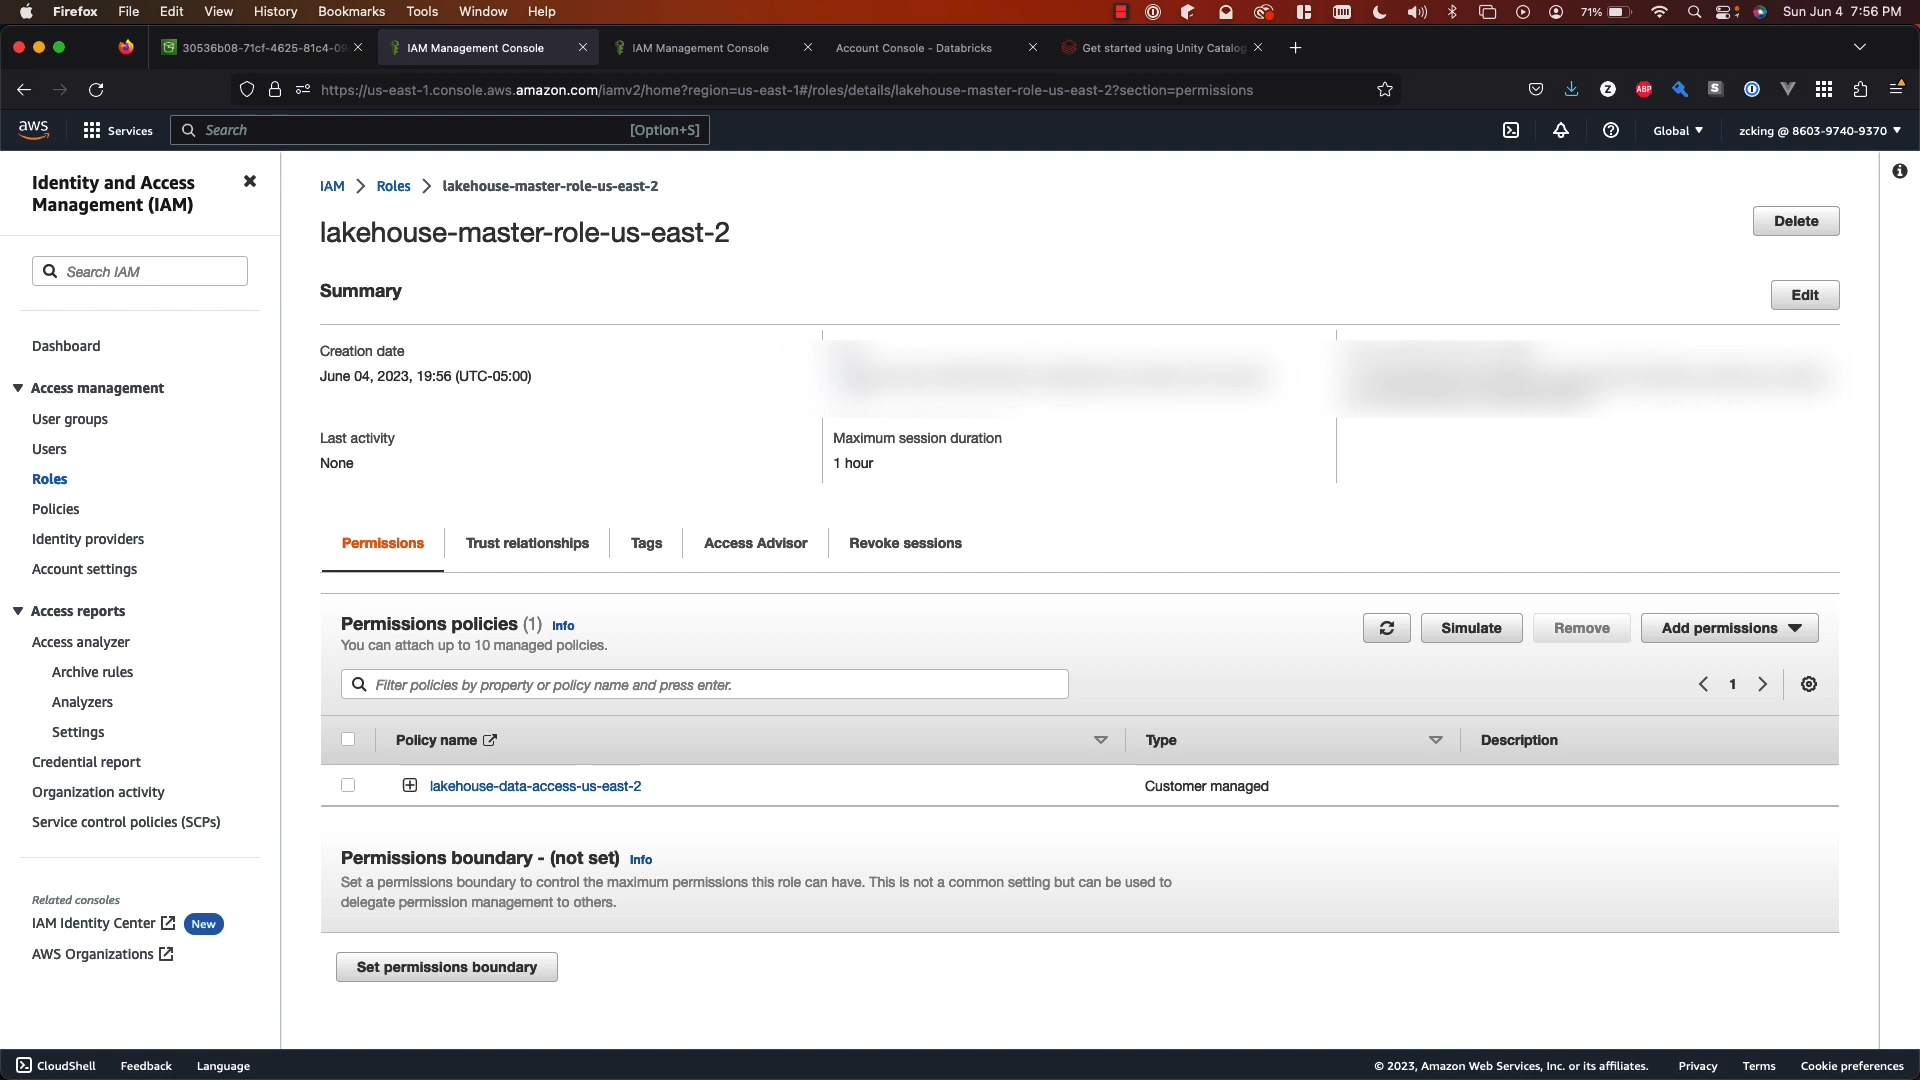 Firefox File Edit View History Bookmarks Tools Window Help 71% Sun Jun 4 7:56 PM
30536b08-71cf-4625-81c4-09 IAM Management Console IAM Management Console Account Console - Databricks Get started using Unity Catalog
https://us-east-1.console.aws.amazon.com/iamv2/home?region=us-east-1#/roles/details/lakehouse-master-role-us-east-2?section=permissions
ABP
aws Services Search [Option+S] Global zcking @ 8603-9740-9370
Identity and Access
Management (IAM)
Search IAM
Dashboard
Access management
User groups
Users
Roles
Policies
Identity providers
Account settings
Access reports
Access analyzer
Archive rules
Analyzers
Settings
Credential report
Organization activity
Service control policies (SCPs)
Related consoles
IAM Identity Center New
AWS Organizations
IAM Roles lakehouse-master-role-us-east-2
lakehouse-master-role-us-east-2
Delete
Summary
Edit
Creation date
June 04, 2023, 19:56 (UTC-05:00)
Last activity
None
Maximum session duration
1 hour
Permissions Trust relationships Tags Access Advisor Revoke sessions
Permissions policies (1) Info
You can attach up to 10 managed policies.
Simulate Remove Add permissions
Filter policies by property or policy name and press enter.
1
Policy name Type Description
lakehouse-data-access-us-east-2 Customer managed
Permissions boundary - (not set) Info
Set a permissions boundary to control the maximum permissions this role can have. This is not a common setting but can be used to
delegate permission management to others.
Set permissions boundary
CloudShell Feedback Language © 2023, Amazon Web Services, Inc. or its affiliates. Privacy Terms Cookie preferences